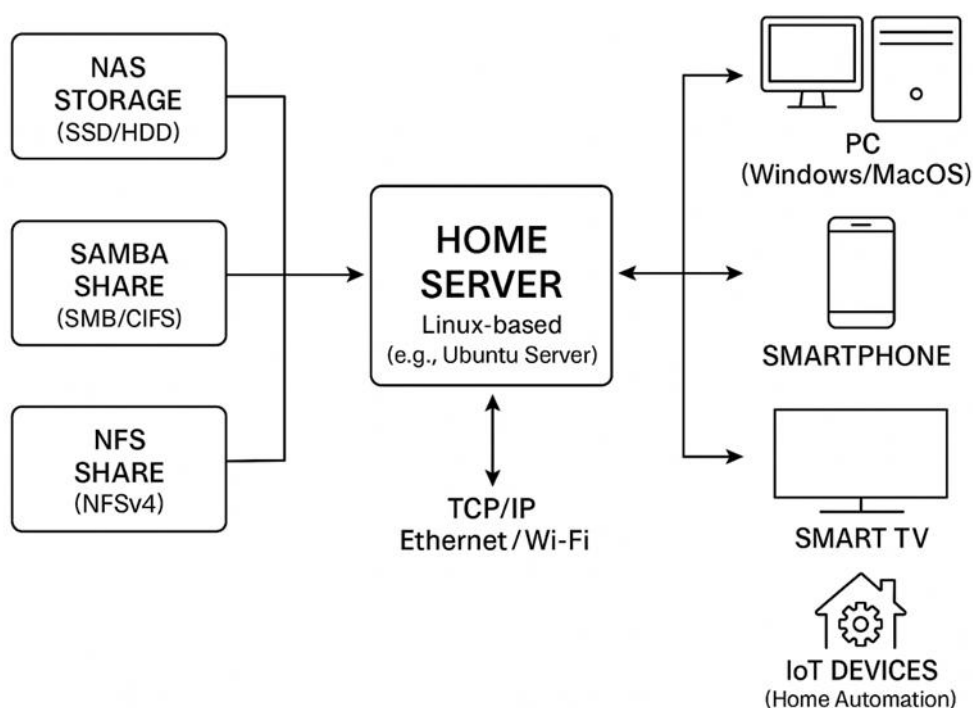 NAS
STORAGE
(SSD/HDD)
SAMBA
SHARE
(SMB/CIFS)
NFS
SHARE
(NFSv4)
HOME
SERVER
Linux-based
(e.g., Ubuntu Server)
TCP/IP
Ethernet/Wi-Fi
PC
(Windows/MacOS)
SMARTPHONE
SMART TV
IoT DEVICES
(Home Automation)